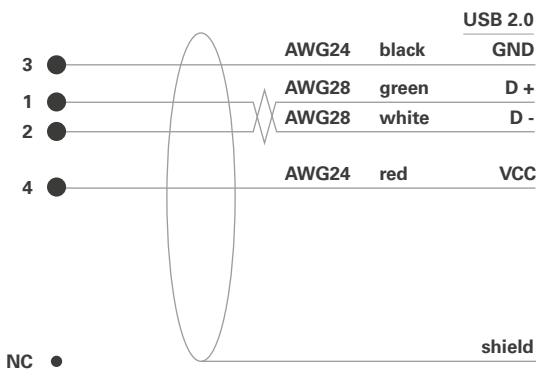 USB 2.0
3 AWG24 black GND
1 AWG28 green D +
2 AWG28 white D -
4 AWG24 red VCC
shield
NC